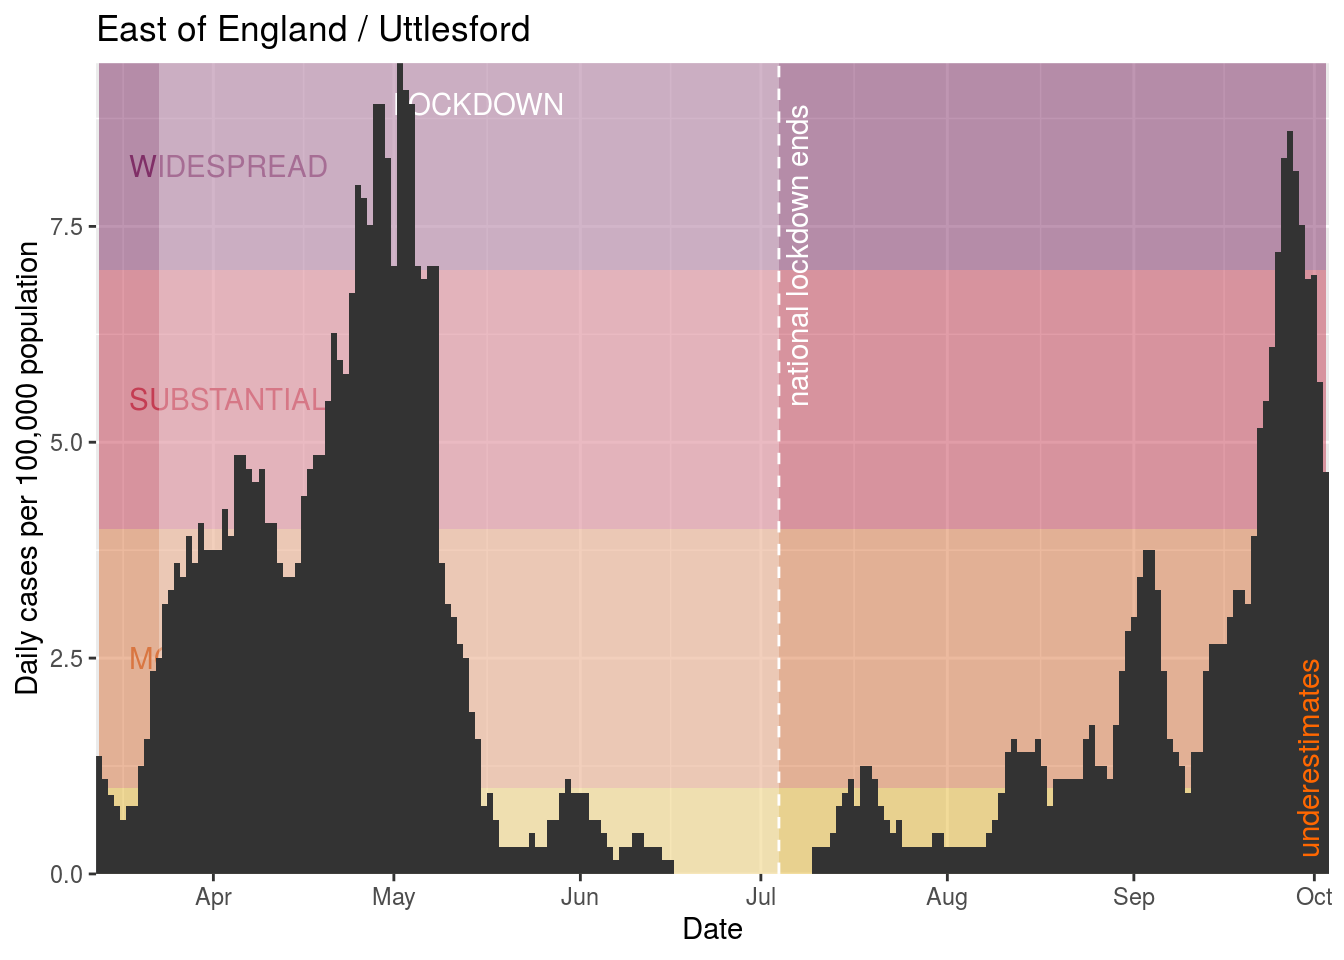 East of England / Uttlesford
LOCKDOWN
WIDESPREAD
national lockdown ends
7.5
SUBSTANTIAL
5.0
Daily cases per 100,000 population
2.5
underestimates
0.0
Apr May Jun Jul Aug Sep Oct
Date